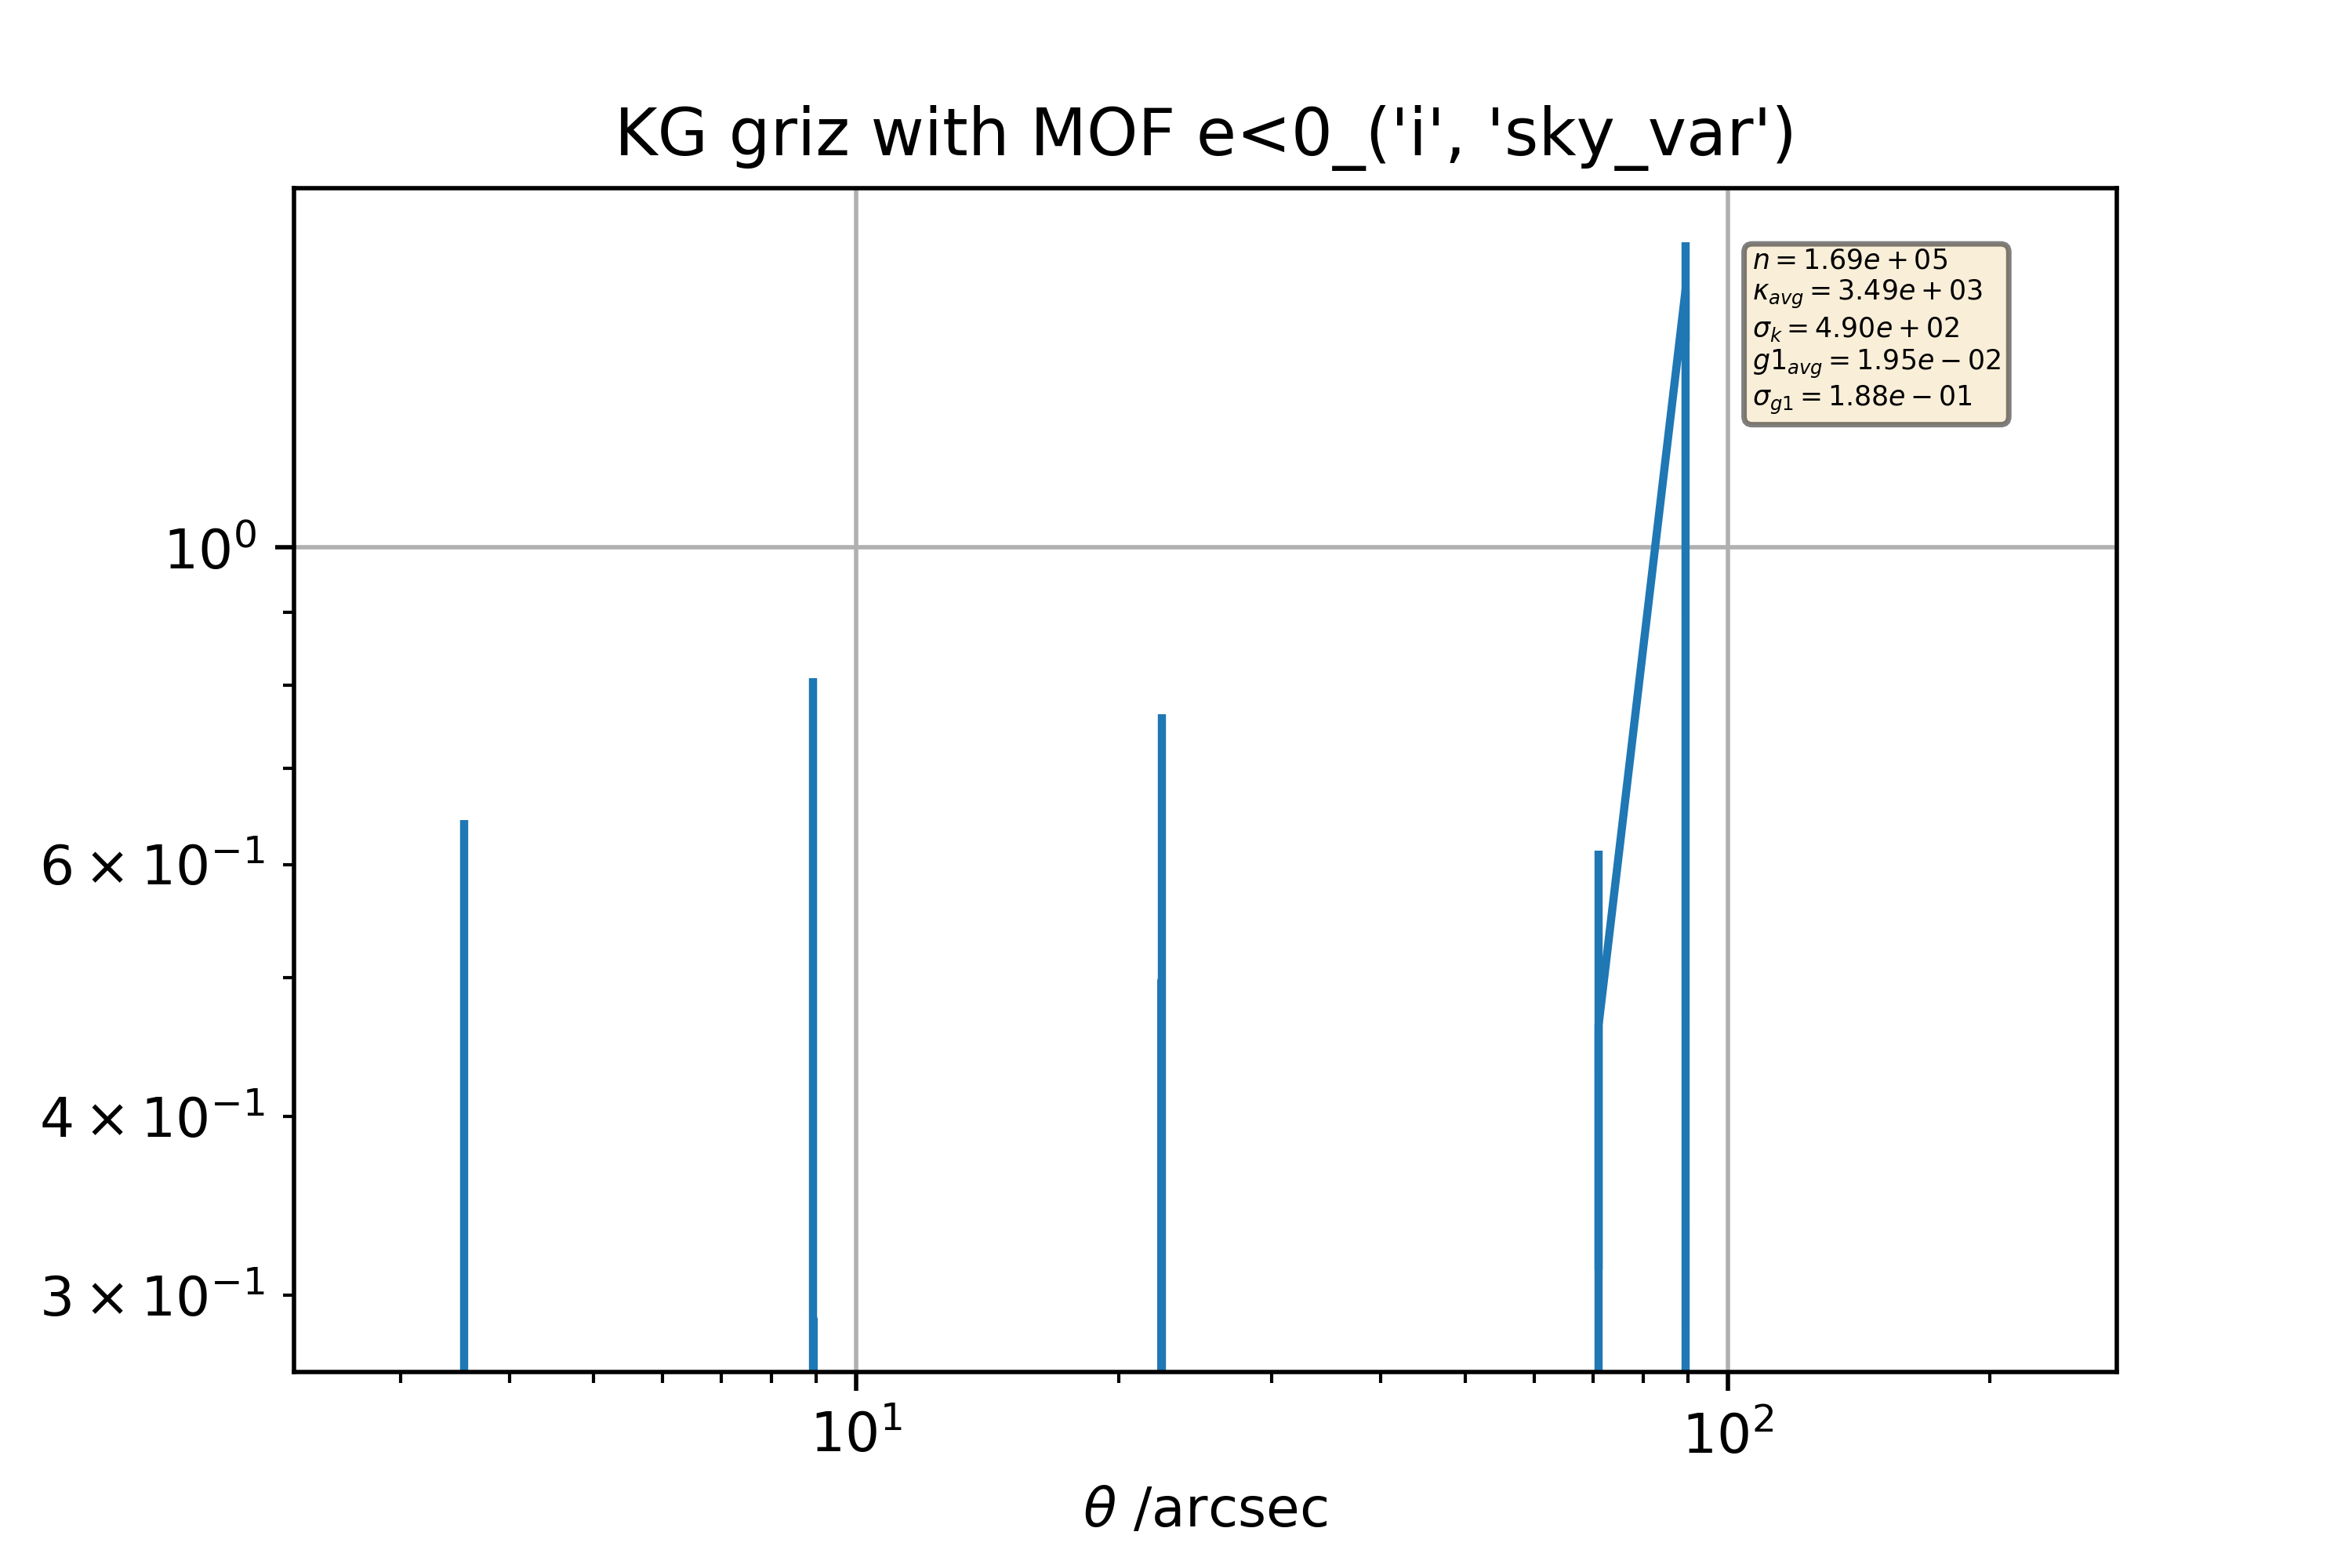 KG griz with MOF e<0_('i', 'sky_var')
n = 1.69e + 05
κ_avg = 3.49e + 03
σ_k = 4.90e + 02
g1_avg = 1.95e − 02
σ_g1 = 1.88e − 01
10⁰
6 × 10⁻¹
4 × 10⁻¹
3 × 10⁻¹
10¹ 10²
θ /arcsec